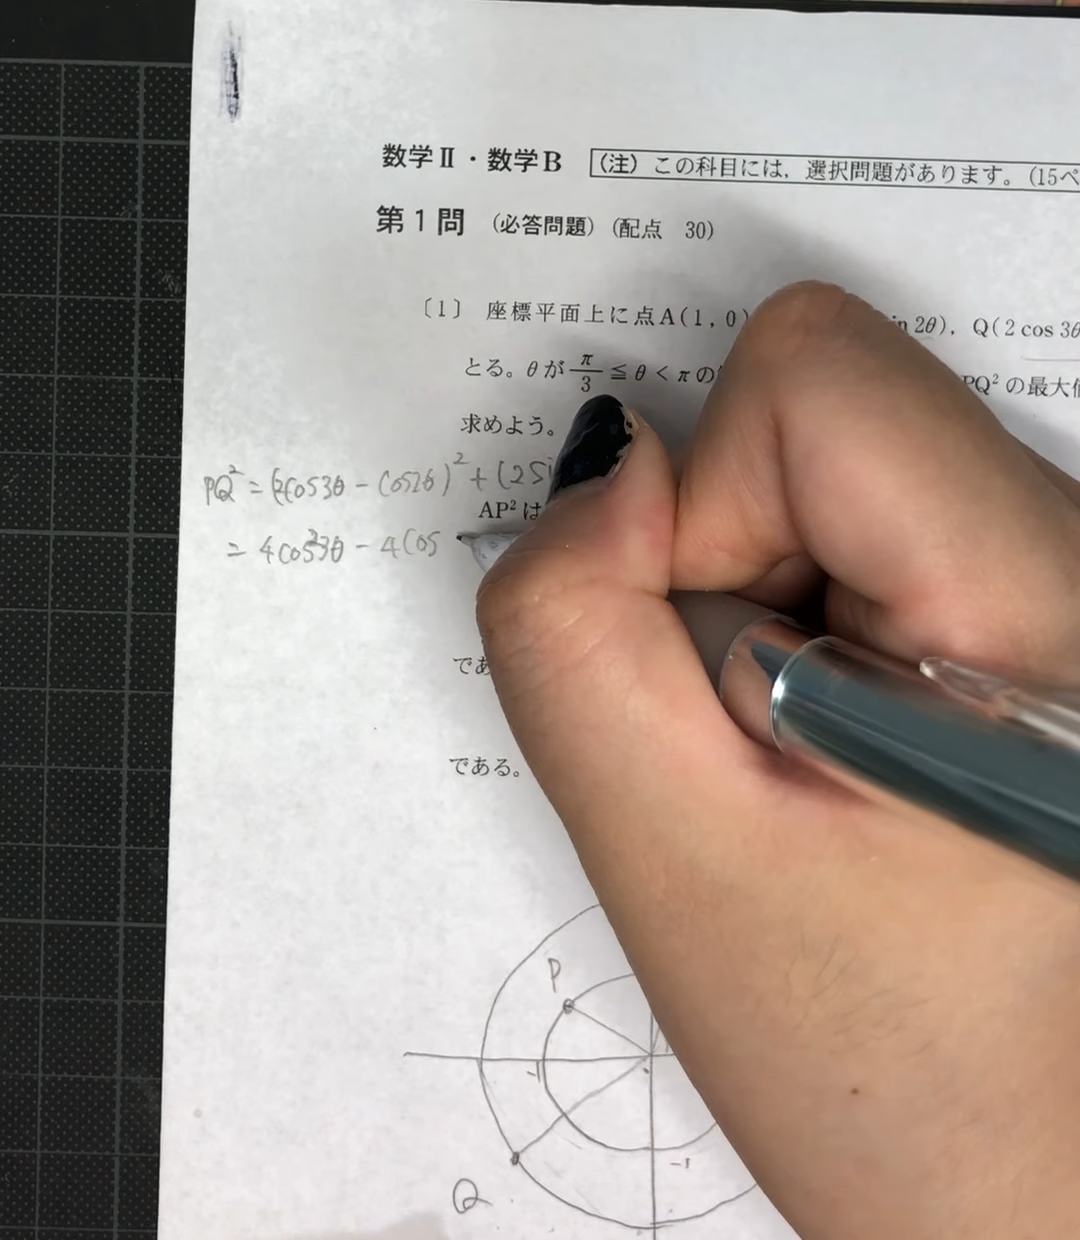 数学Ⅱ・数学B (注) この科目には,選択問題があります。(15ペ
第1問 (必答問題)(配点 30)
〔1〕 座標平面上に点A(1, 0) in 2θ), Q(2 cos 3θ
とる。θが π/3 ≦ θ < π の PQ² の最大値
求めよう。
PQ² = (2cos3θ - cos2θ)² + (2Si
AP² は
= 4cos²3θ - 4cos
であ
である。
P
-1
-1
Q